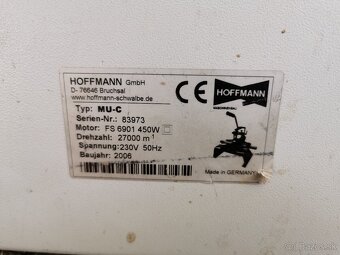 HOFFMANN GmbH
D- 76646 Bruchsal
www.hoffmann-schwalbe.de
Typ: MU-C
Serien-Nr.: 83973
Motor: FS 6901 450W
Drehzahl: 27000 m⁻¹
Spannung:230V 50Hz
Baujahr: 2006
CE
HOFFMANN
MASCHINENBAU
Made in GERMANY